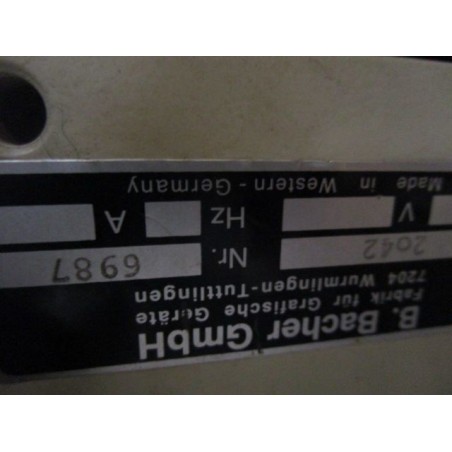 B. Bacher GmbH
Fabrik für Grafische Geräte
7204 Wurmlingen-Tuttlingen
2042 Nr. 6987
V Hz A
Made in Western - Germany